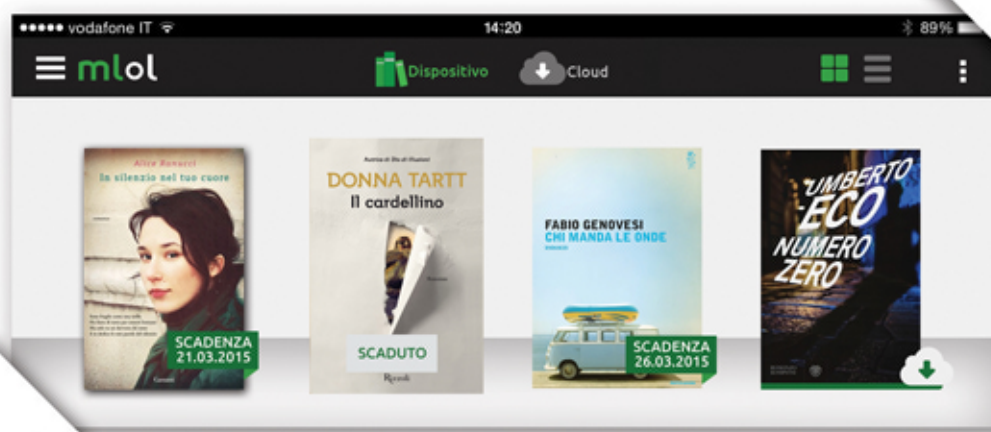 vodafone IT
14:20
89%
mlol
Dispositivo
Cloud
Alice Ranucci
In silenzio nel tuo cuore
SCADENZA
21.03.2015
DONNA TARTT
Il cardellino
SCADUTO
Rizzoli
FABIO GENOVESI
CHI MANDA LE ONDE
ROMANZO
SCADENZA
26.03.2015
UMBERTO
ECO
NUMERO
ZERO